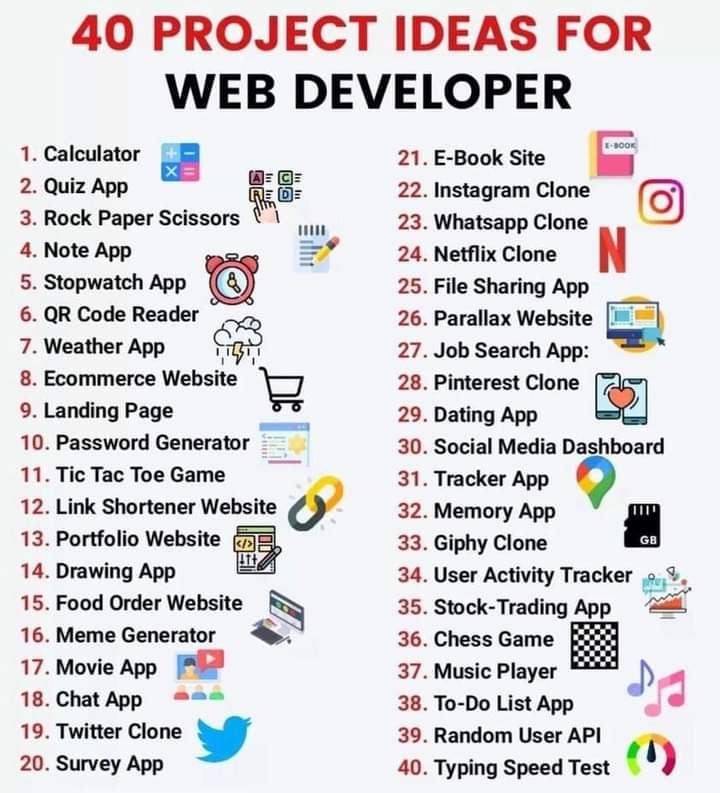 40 PROJECT IDEAS FOR
WEB DEVELOPER
1. Calculator
2. Quiz App
3. Rock Paper Scissors
4. Note App
5. Stopwatch App
6. QR Code Reader
7. Weather App
8. Ecommerce Website
9. Landing Page
10. Password Generator
11. Tic Tac Toe Game
12. Link Shortener Website
13. Portfolio Website
14. Drawing App
15. Food Order Website
16. Meme Generator
17. Movie App
18. Chat App
19. Twitter Clone
20. Survey App
A C
D
</>
21. E-Book Site
E-BOOK
22. Instagram Clone
23. Whatsapp Clone
24. Netflix Clone
N
25. File Sharing App
26. Parallax Website
27. Job Search App:
28. Pinterest Clone
29. Dating App
30. Social Media Dashboard
31. Tracker App
32. Memory App
33. Giphy Clone
GB
34. User Activity Tracker
35. Stock-Trading App
36. Chess Game
37. Music Player
38. To-Do List App
39. Random User API
40. Typing Speed Test